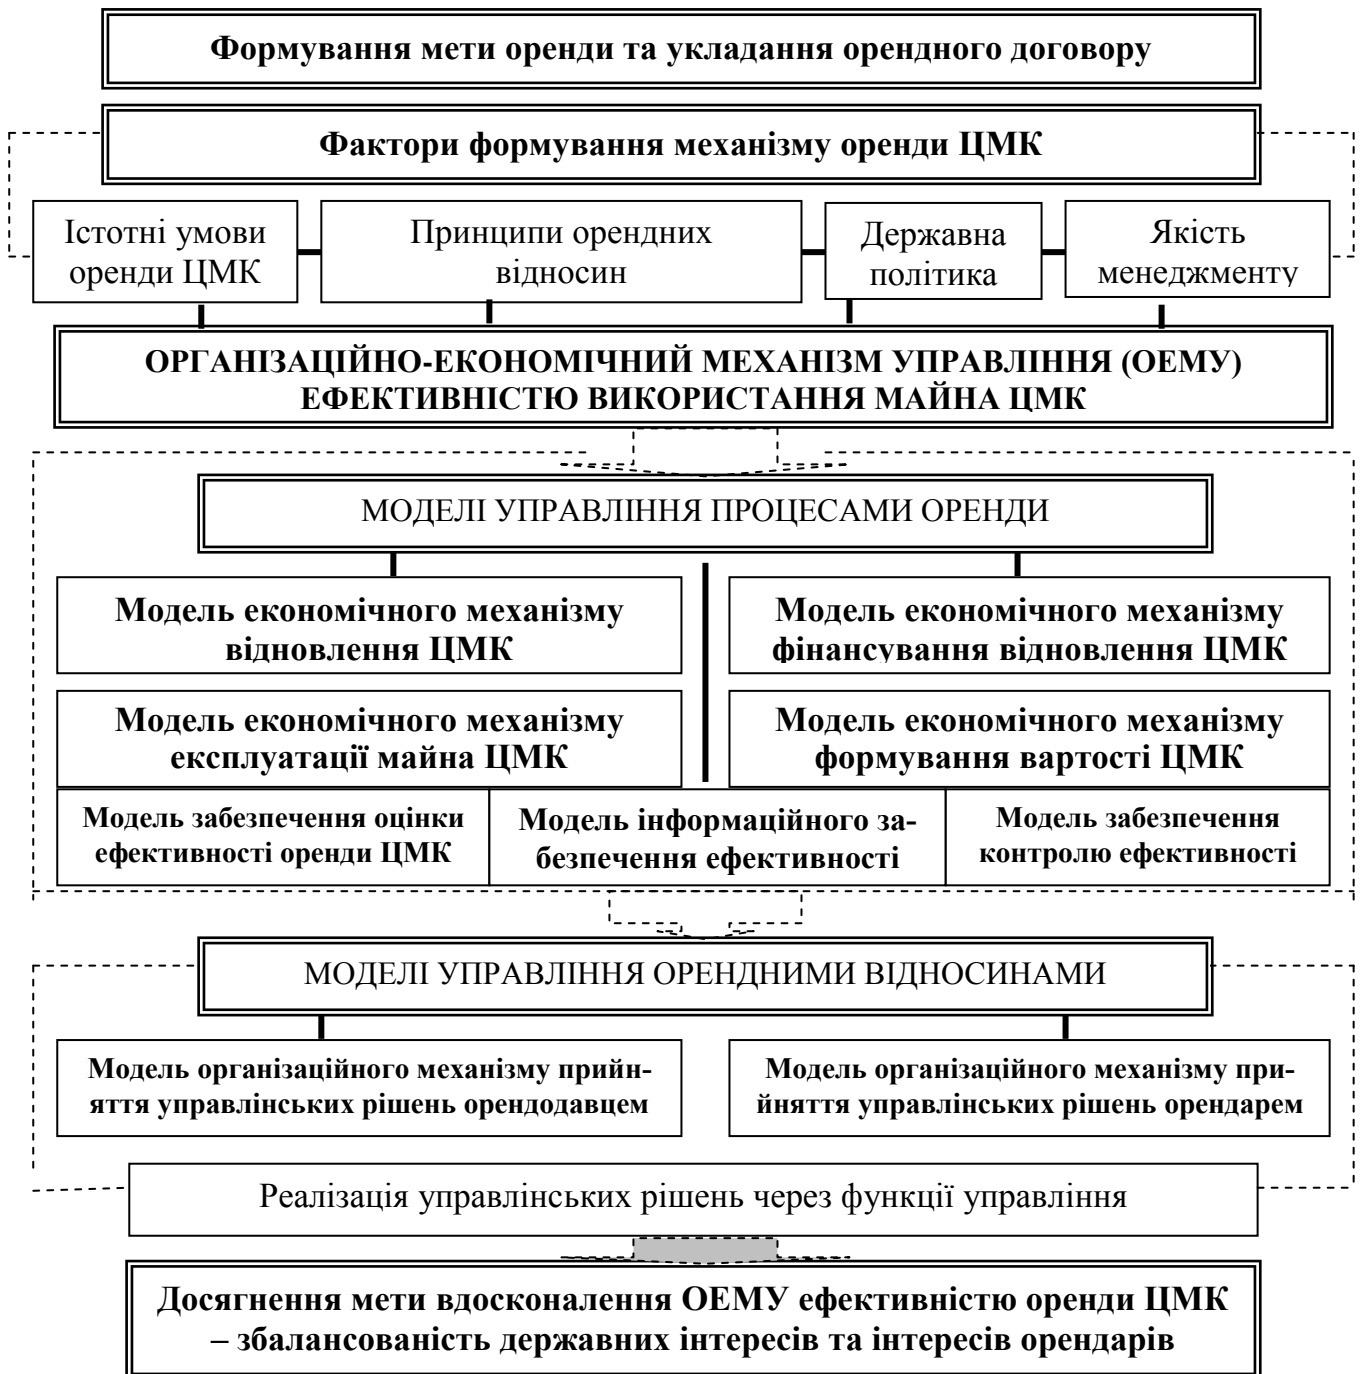 Формування мети оренди та укладання орендного договору
Фактори формування механізму оренди ЦМК
Істотні умови
оренди ЦМК
Принципи орендних
відносин
Державна
політика
Якість
менеджменту
ОРГАНІЗАЦІЙНО-ЕКОНОМІЧНИЙ МЕХАНІЗМ УПРАВЛІННЯ (ОЕМУ)
ЕФЕКТИВНІСТЮ ВИКОРИСТАННЯ МАЙНА ЦМК
МОДЕЛІ УПРАВЛІННЯ ПРОЦЕСАМИ ОРЕНДИ
Модель економічного механізму
відновлення ЦМК
Модель економічного механізму
фінансування відновлення ЦМК
Модель економічного механізму
експлуатації майна ЦМК
Модель економічного механізму
формування вартості ЦМК
Модель забезпечення оцінки
ефективності оренди ЦМК
Модель інформаційного за-
безпечення ефективності
Модель забезпечення
контролю ефективності
МОДЕЛІ УПРАВЛІННЯ ОРЕНДНИМИ ВІДНОСИНАМИ
Модель організаційного механізму прийн-
яття управлінських рішень орендодавцем
Модель організаційного механізму при-
йняття управлінських рішень орендарем
Реалізація управлінських рішень через функції управління
Досягнення мети вдосконалення ОЕМУ ефективністю оренди ЦМК
– збалансованість державних інтересів та інтересів орендарів